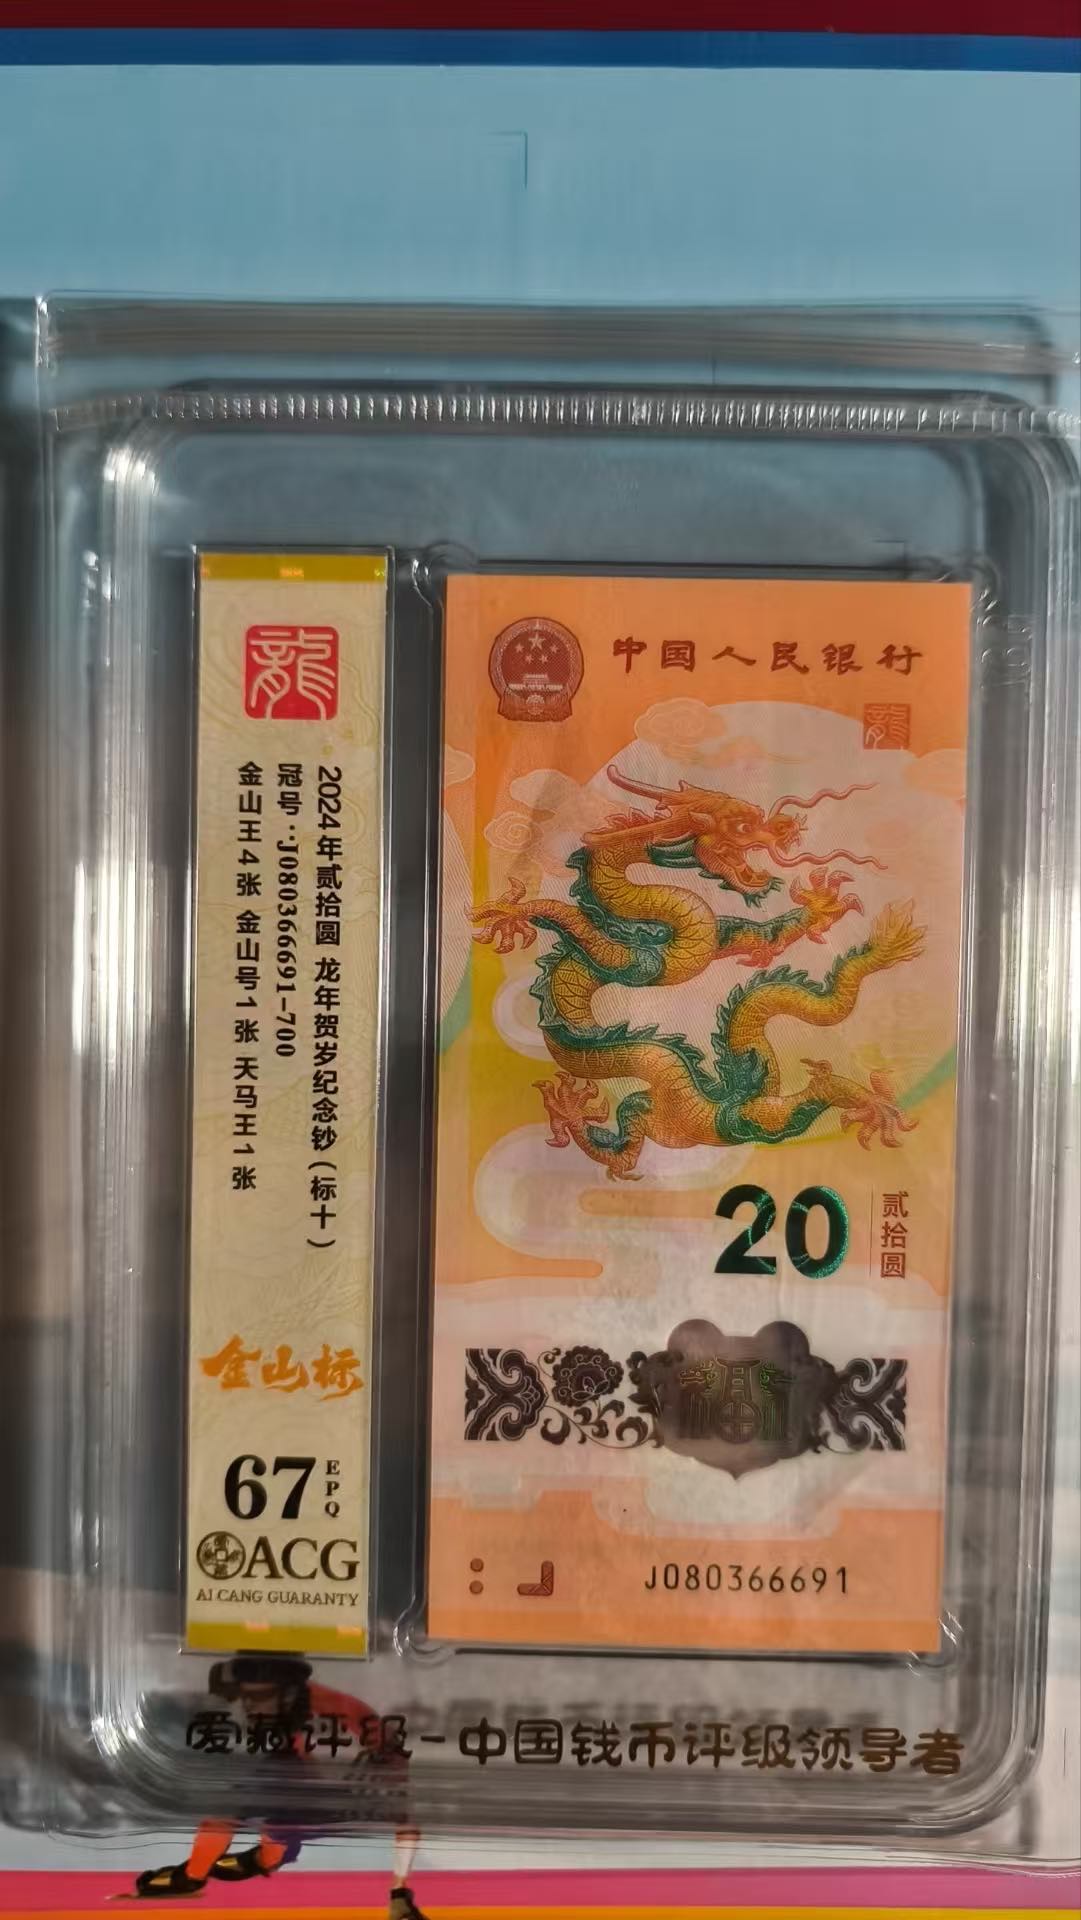 龍
2024年贰拾圆 龙年贺岁纪念钞(标十)
冠号:J080366691-700
金山王4张 金山号1张 天马王1张
金山标
67 EPQ
ACG
AI CANG GUARANTY
中国人民银行
龍
20 贰拾圆
J080366691
爱藏评级-中国钱币评级领导者